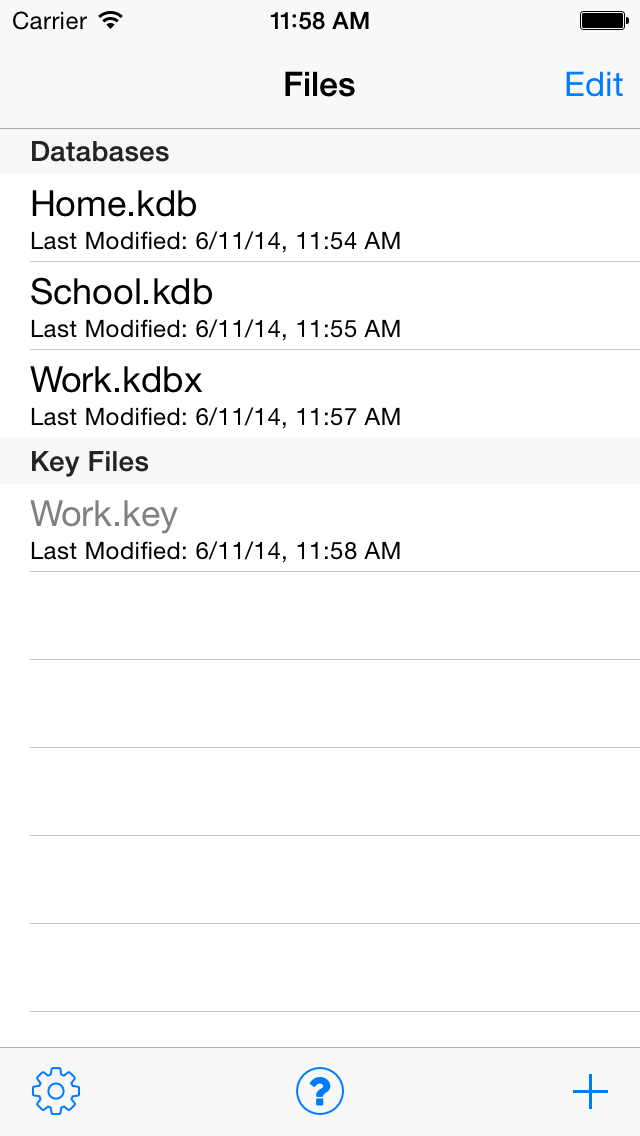 Carrier 11:58 AM
Files Edit
Databases
Home.kdb
Last Modified: 6/11/14, 11:54 AM
School.kdb
Last Modified: 6/11/14, 11:55 AM
Work.kdbx
Last Modified: 6/11/14, 11:57 AM
Key Files
Work.key
Last Modified: 6/11/14, 11:58 AM
?